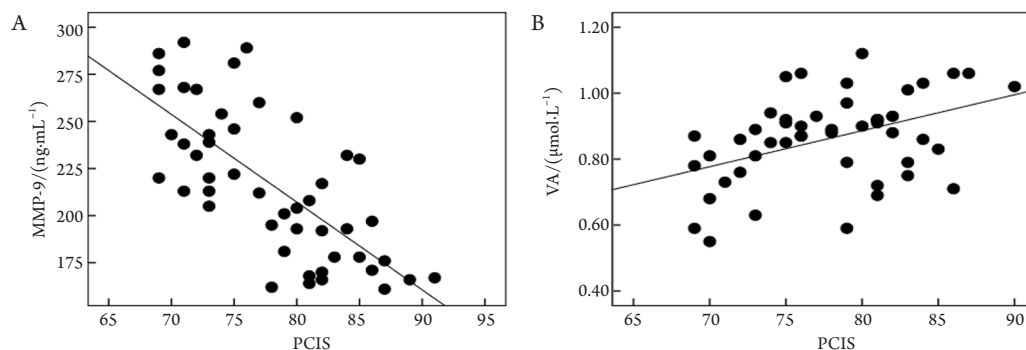 A
MMP-9/(ng·mL⁻¹)
300
275
250
225
200
175
65 70 75 80 85 90 95
PCIS
B
VA/(μmol·L⁻¹)
1.20
1.00
0.80
0.60
0.40
65 70 75 80 85 90
PCIS